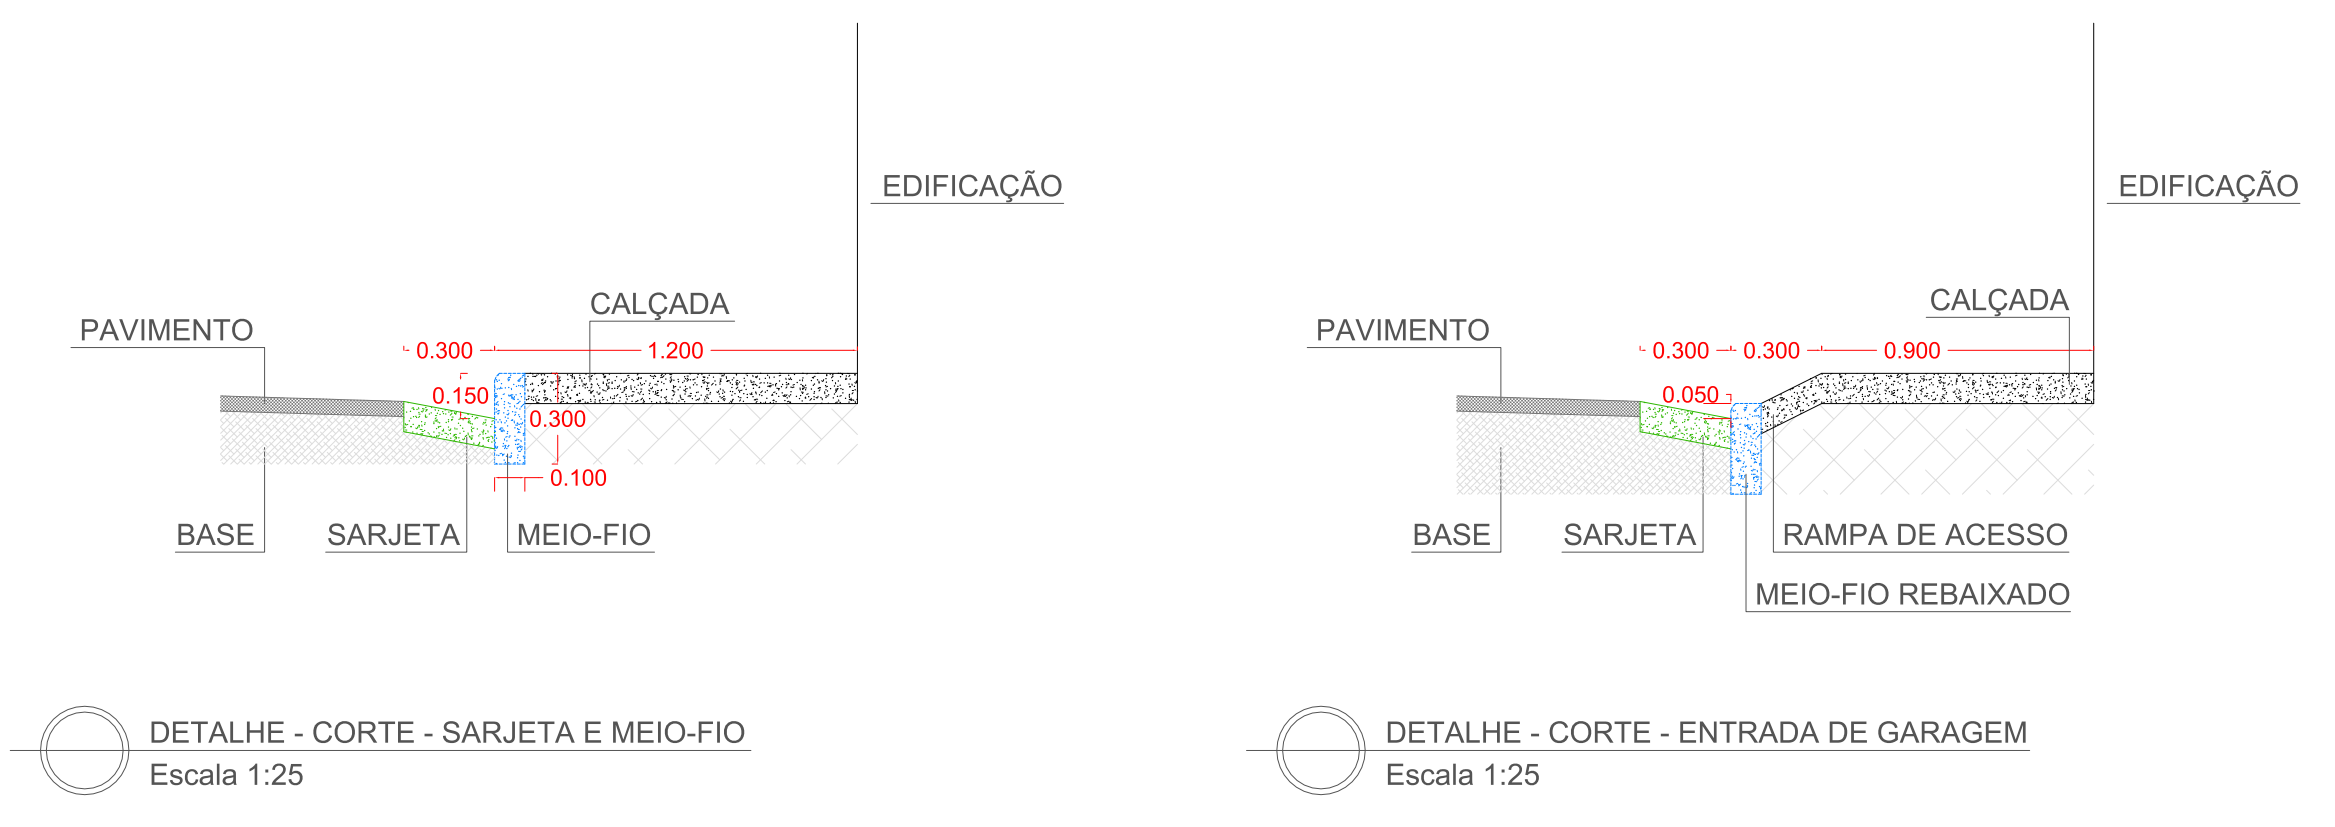 EDIFICAÇÃO
CALÇADA
PAVIMENTO
0.300
1.200
0.150
0.300
0.100
BASE
SARJETA
MEIO-FIO
DETALHE - CORTE - SARJETA E MEIO-FIO
Escala 1:25
EDIFICAÇÃO
CALÇADA
PAVIMENTO
0.300
0.300
0.900
0.050
BASE
SARJETA
RAMPA DE ACESSO
MEIO-FIO REBAIXADO
DETALHE - CORTE - ENTRADA DE GARAGEM
Escala 1:25